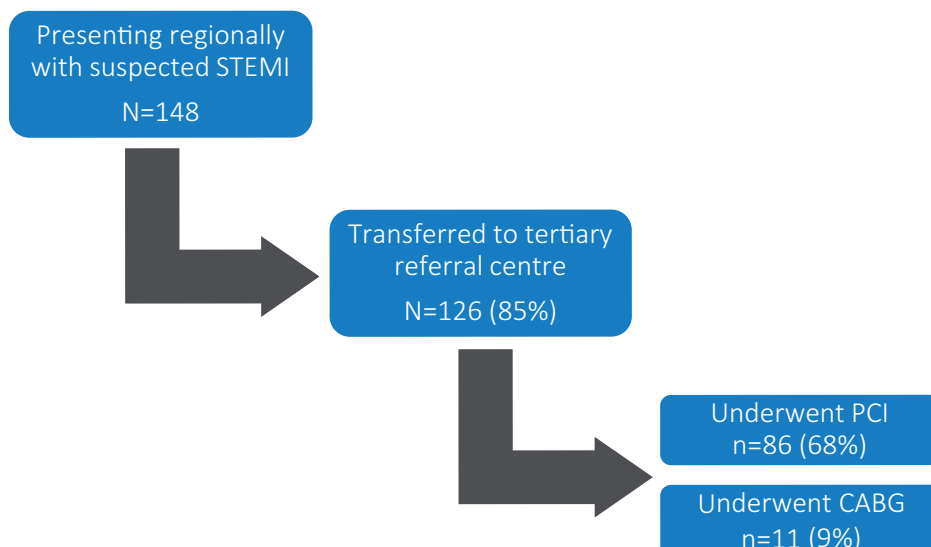 Presenting regionally
with suspected STEMI
N=148
Transferred to tertiary
referral centre
N=126 (85%)
Underwent PCI
n=86 (68%)
Underwent CABG
n=11 (9%)